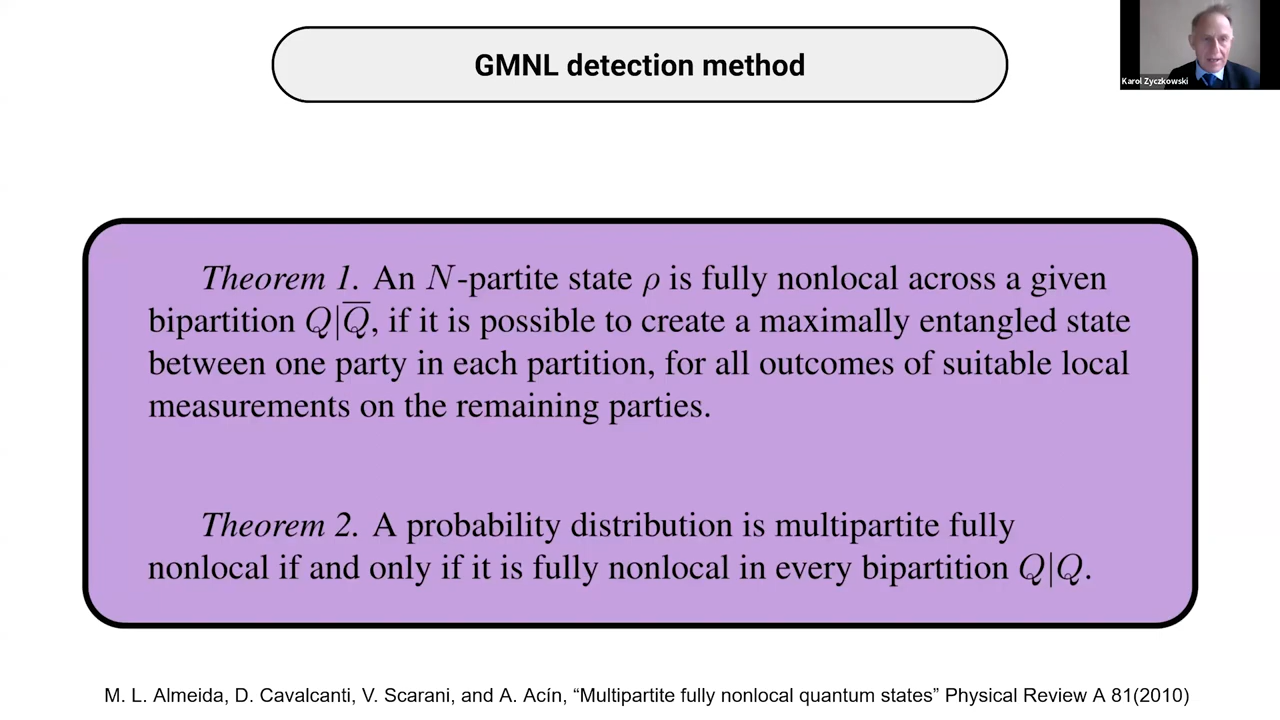 GMNL detection method
Karol Zyczkowski
Theorem 1. An N-partite state ρ is fully nonlocal across a given
bipartition Q|Q̅, if it is possible to create a maximally entangled state
between one party in each partition, for all outcomes of suitable local
measurements on the remaining parties.
Theorem 2. A probability distribution is multipartite fully
nonlocal if and only if it is fully nonlocal in every bipartition Q|Q.
M. L. Almeida, D. Cavalcanti, V. Scarani, and A. Acín, “Multipartite fully nonlocal quantum states” Physical Review A 81(2010)